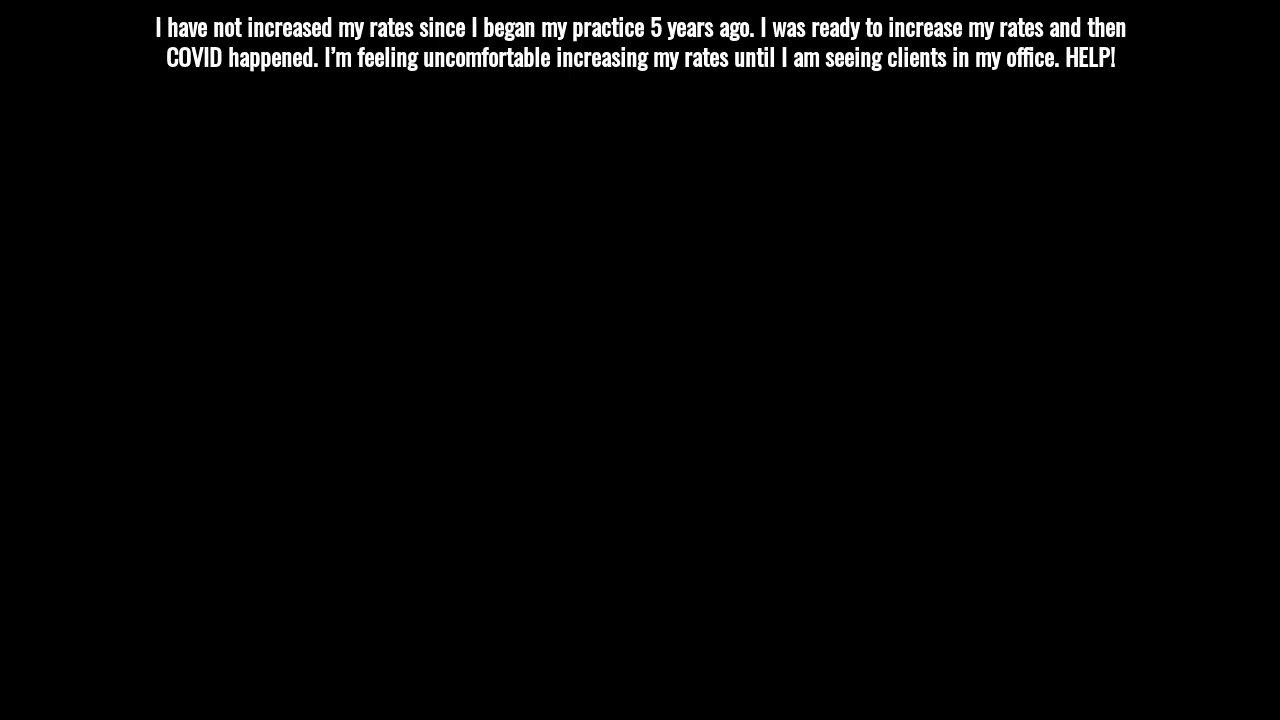 I have not increased my rates since I began my practice 5 years ago. I was ready to increase my rates and then
COVID happened. I’m feeling uncomfortable increasing my rates until I am seeing clients in my office. HELP!